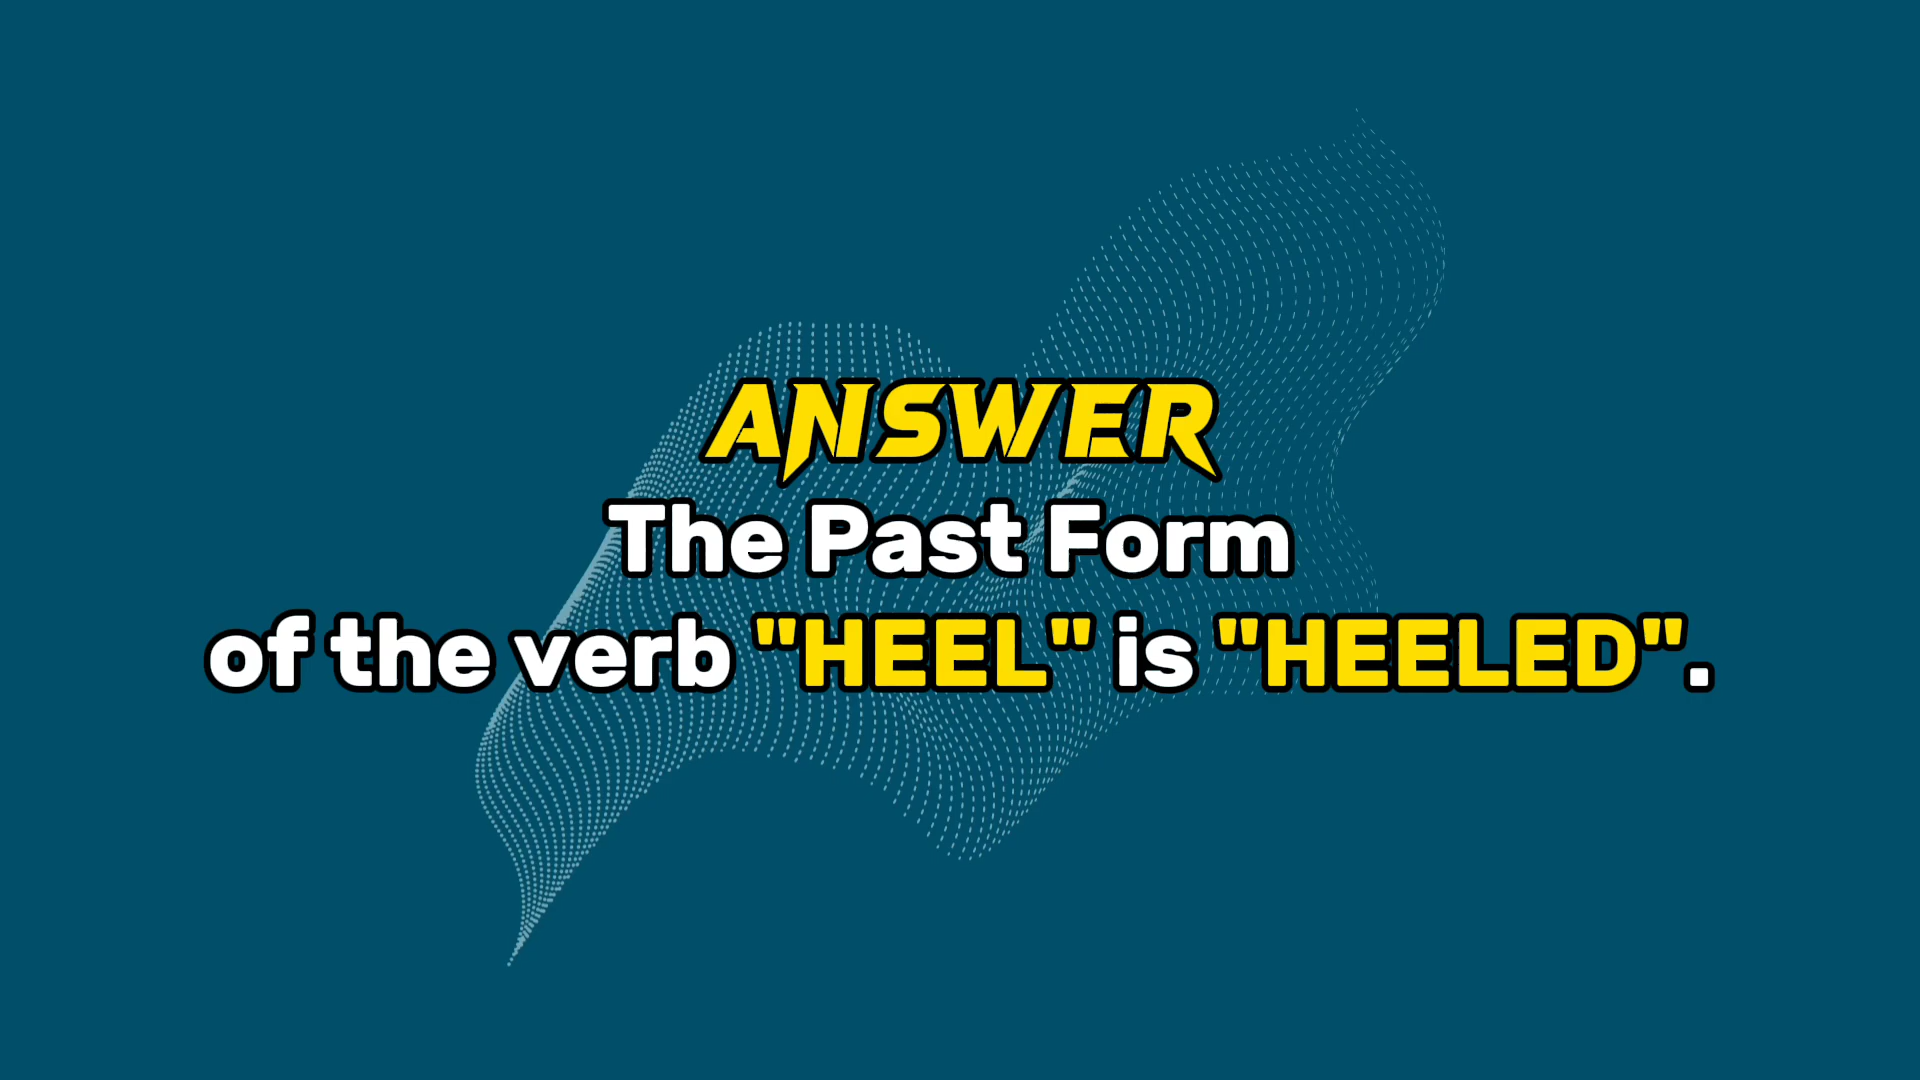 ANSWER
The Past Form
of the verb "HEEL" is "HEELED".